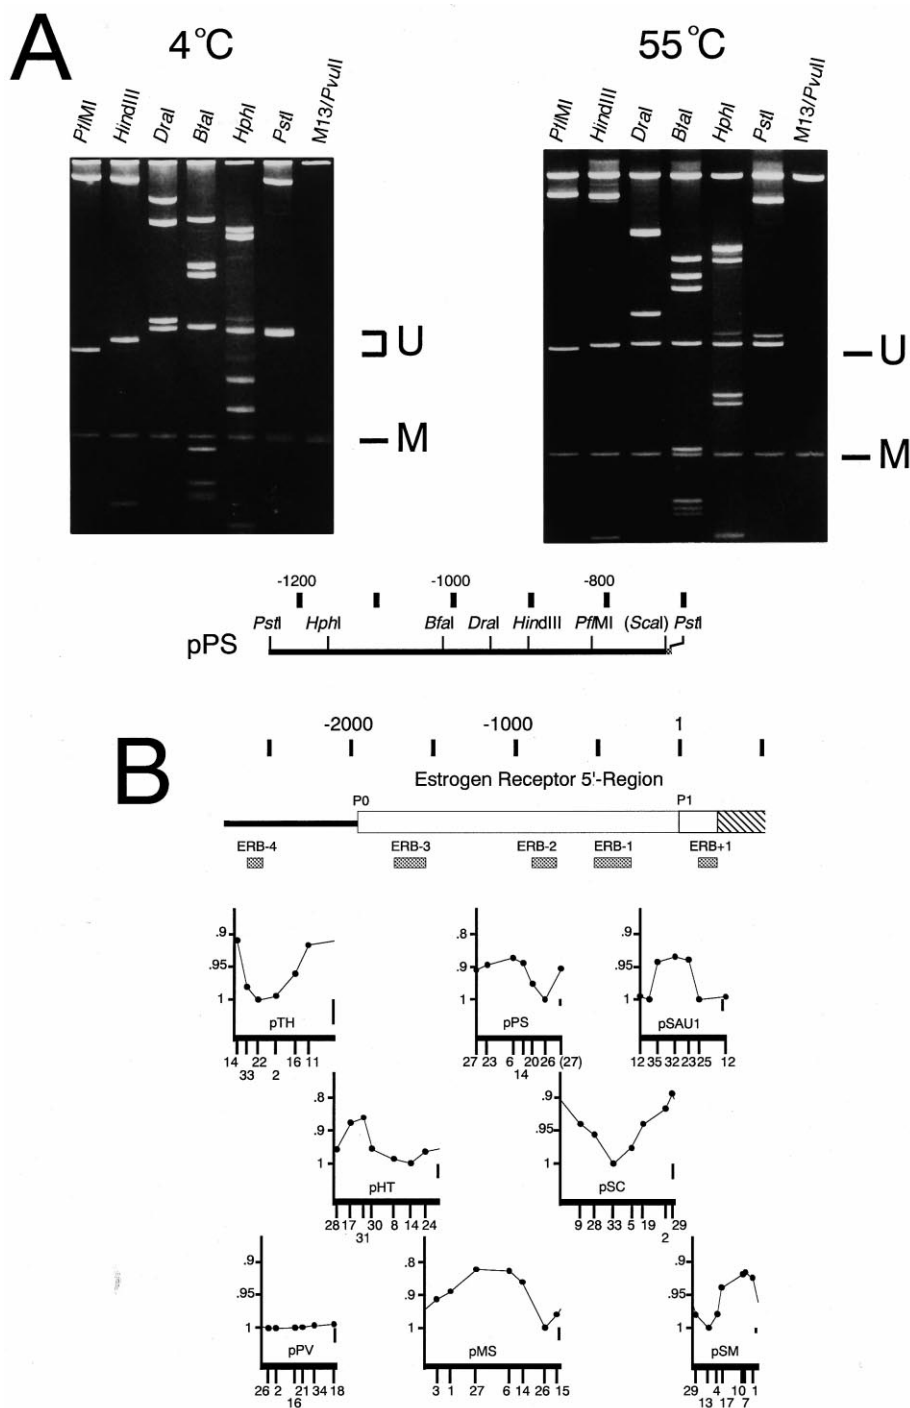 A
4°C
55°C
PflMI HindIII DraI BfaI HphI PstI M13/PvuII
PflMI HindIII DraI BfaI HphI PstI M13/PvuII
U
M
U
M
-1200 -1000 -800
PstI HphI BfaI DraI HindIII PflMI (ScaI) PstI
pPS
B
-2000 -1000 1
Estrogen Receptor 5'-Region
P0 P1
ERB-4 ERB-3 ERB-2 ERB-1 ERB+1
.9
.95
1
pTH
14 22 16 11
33 2
.8
.9
1
pPS
27 23 6 20 26 (27)
14
.9
.95
1
pSAU1
12 35 32 23 25 12
.8
.9
1
pHT
28 17 30 8 14 24
31
.9
.95
1
pSC
9 28 33 5 19 29
2
.9
.95
1
pPV
26 2 21 34 18
16
.8
.9
1
pMS
3 1 27 6 14 26 15
.9
.95
1
pSM
29 4 10 1
13 17 7